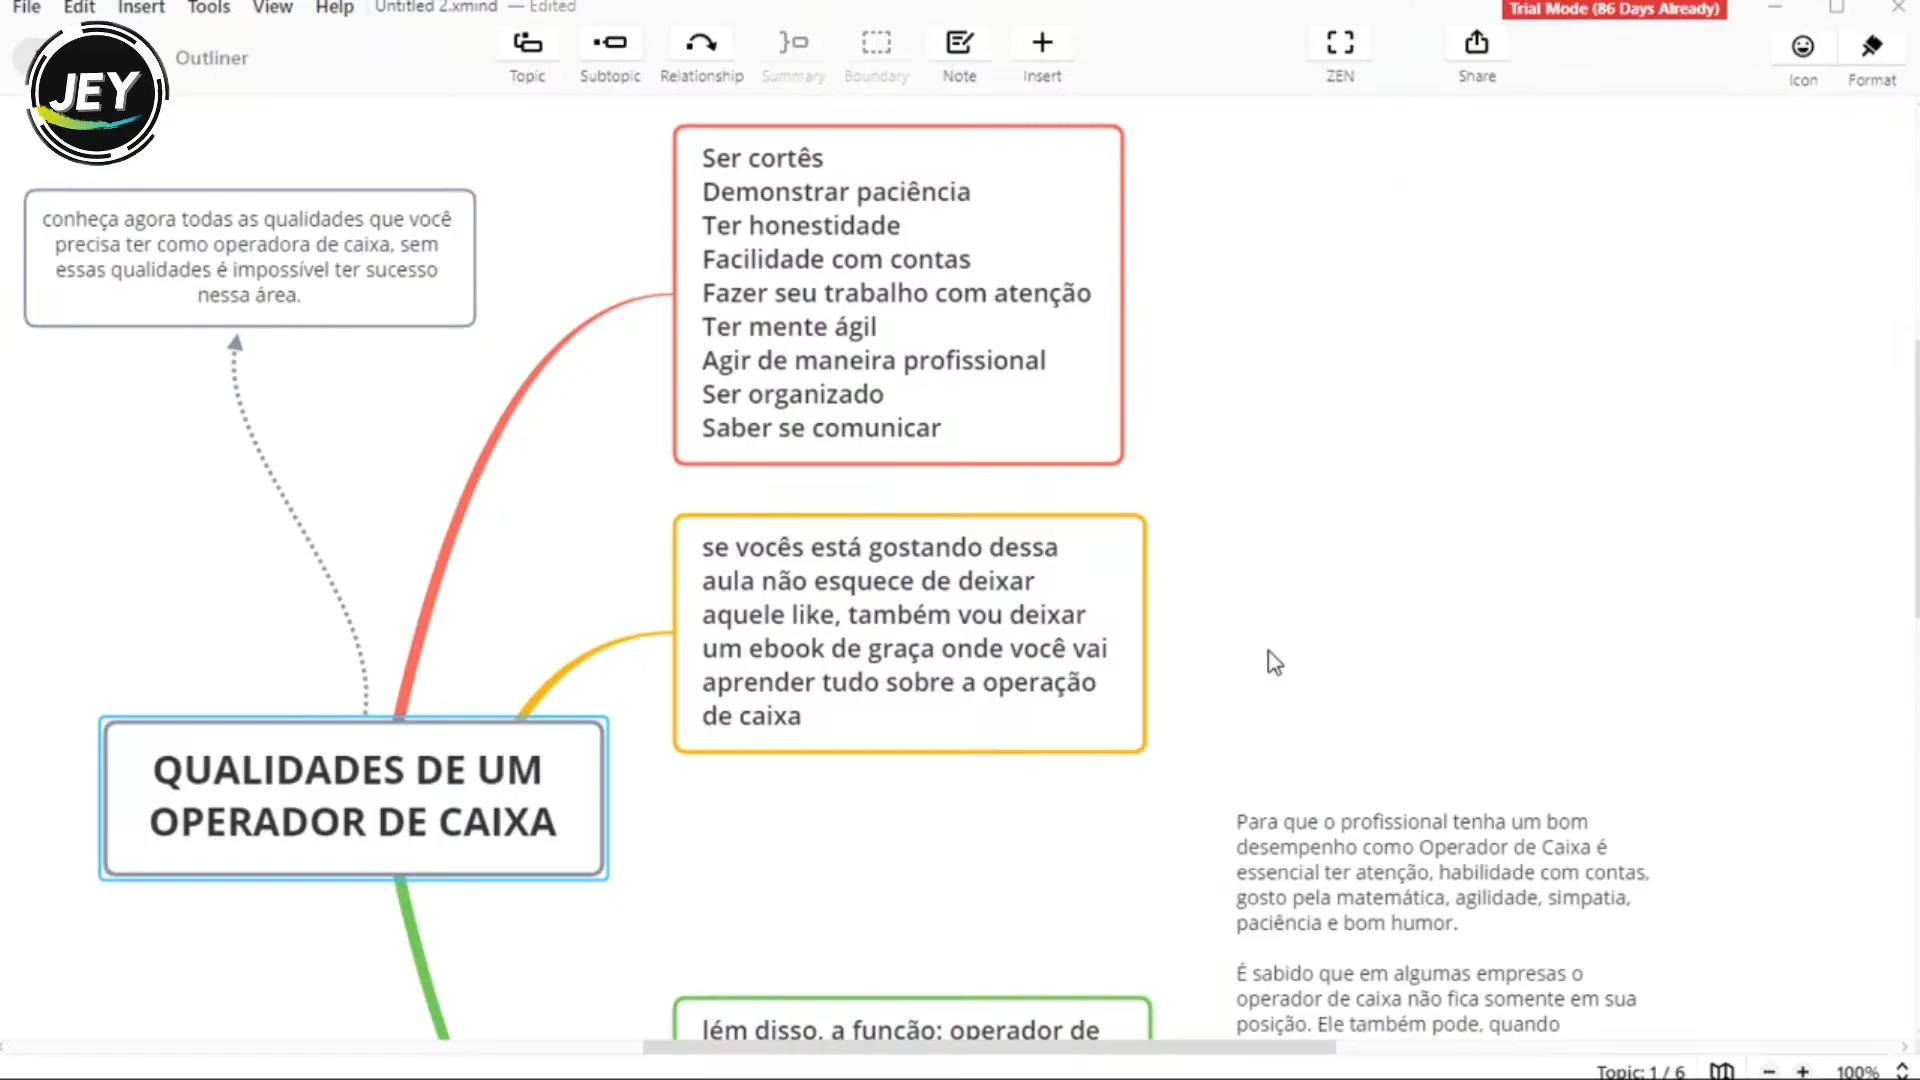 File Edit Insert Tools View Help Untitled 2.xmind — Edited
Trial Mode (86 Days Already)
JEY
Outliner
Topic Subtopic Relationship Summary Boundary Note Insert ZEN Share Icon Format
conheça agora todas as qualidades que você
precisa ter como operadora de caixa, sem
essas qualidades é impossível ter sucesso
nessa área.
Ser cortês
Demonstrar paciência
Ter honestidade
Facilidade com contas
Fazer seu trabalho com atenção
Ter mente ágil
Agir de maneira profissional
Ser organizado
Saber se comunicar
se vocês está gostando dessa
aula não esquece de deixar
aquele like, também vou deixar
um ebook de graça onde você vai
aprender tudo sobre a operação
de caixa
QUALIDADES DE UM
OPERADOR DE CAIXA
Para que o profissional tenha um bom
desempenho como Operador de Caixa é
essencial ter atenção, habilidade com contas,
gosto pela matemática, agilidade, simpatia,
paciência e bom humor.
É sabido que em algumas empresas o
operador de caixa não fica somente em sua
posição. Ele também pode, quando
lém disso, a função: operador de
Topic: 1 / 6
100%